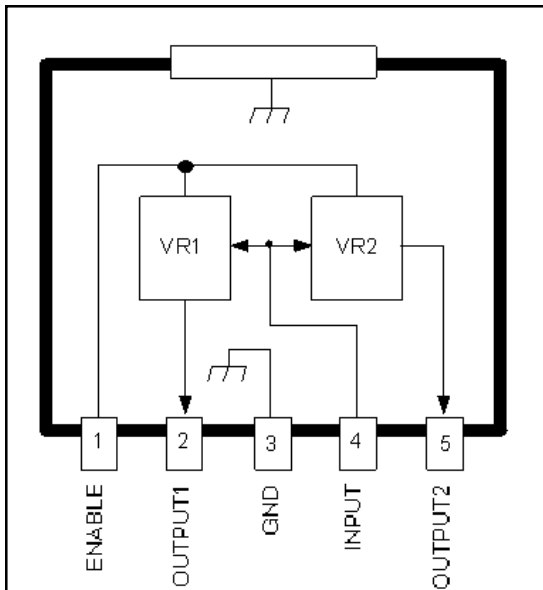 VR1
VR2
1
2
3
4
5
ENABLE
OUTPUT1
GND
INPUT
OUTPUT2